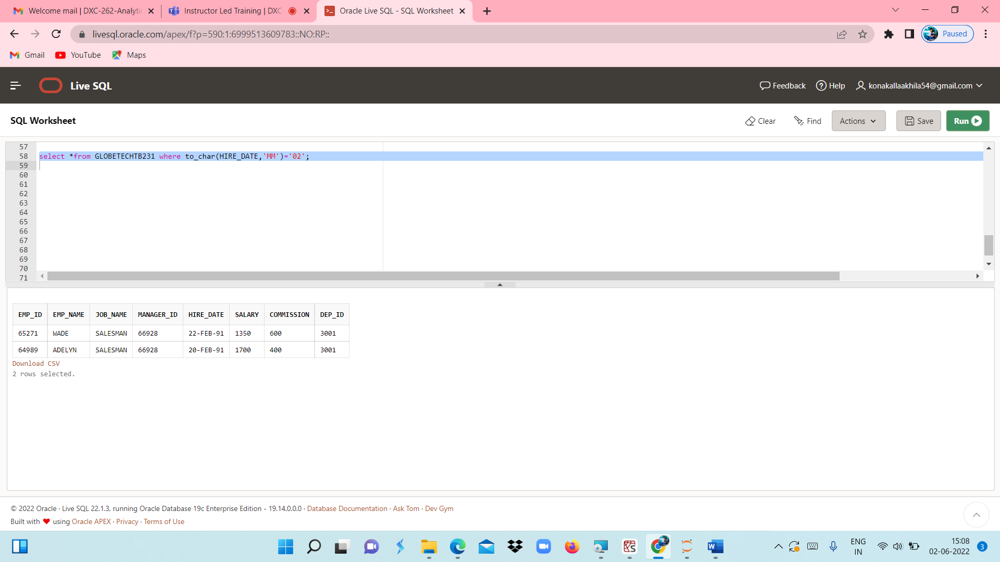 Welcome mail | DXC-262-Analytic
Instructor Led Training | DXC
Oracle Live SQL - SQL Worksheet
livesql.oracle.com/apex/f?p=590:1:6999513609783::NO:RP::
Paused
Gmail
YouTube
Maps
Live SQL
Feedback
Help
konakallaakhila54@gmail.com
SQL Worksheet
Clear
Find
Actions
Save
Run
57
58 select *from GLOBETECHTB231 where to_char(HIRE_DATE,'MM')='02';
59
60
61
62
63
64
65
66
67
68
69
70
71
EMP_ID EMP_NAME JOB_NAME MANAGER_ID HIRE_DATE SALARY COMMISSION DEP_ID
65271 WADE SALESMAN 66928 22-FEB-91 1350 600 3001
64989 ADELYN SALESMAN 66928 20-FEB-91 1700 400 3001
Download CSV
2 rows selected.
© 2022 Oracle · Live SQL 22.1.3, running Oracle Database 19c Enterprise Edition - 19.14.0.0.0 · Database Documentation · Ask Tom · Dev Gym
Built with ❤ using Oracle APEX · Privacy · Terms of Use
ENG
IN
15:08
02-06-2022
3